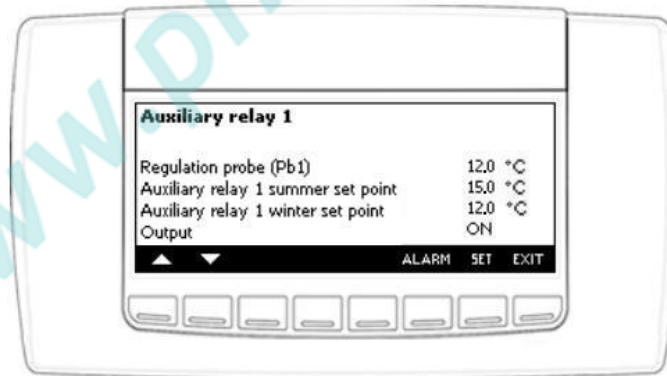 Auxiliary relay 1
Regulation probe (Pb1) 12.0 °C
Auxiliary relay 1 summer set point 15.0 °C
Auxiliary relay 1 winter set point 12.0 °C
Output ON
ALARM SET EXIT